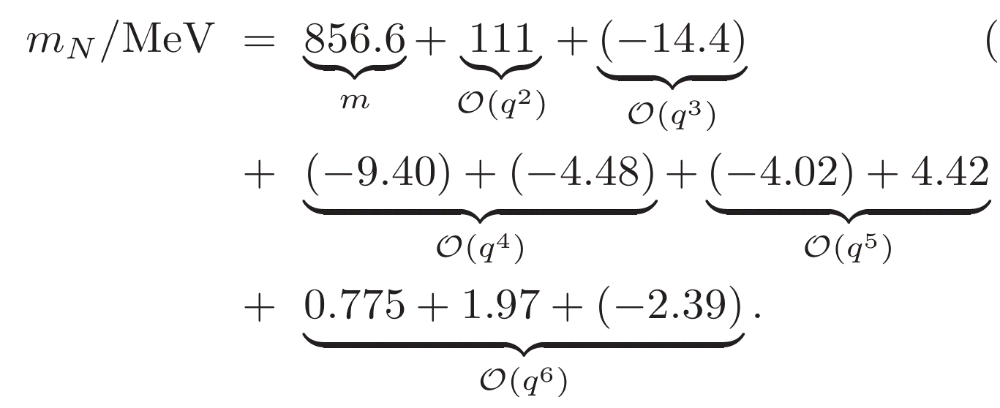 m_N/MeV = 856.6 + 111 + (−14.4) (
m O(q^2) O(q^3)
+ (−9.40) + (−4.48) + (−4.02) + 4.42
O(q^4) O(q^5)
+ 0.775 + 1.97 + (−2.39) .
O(q^6)